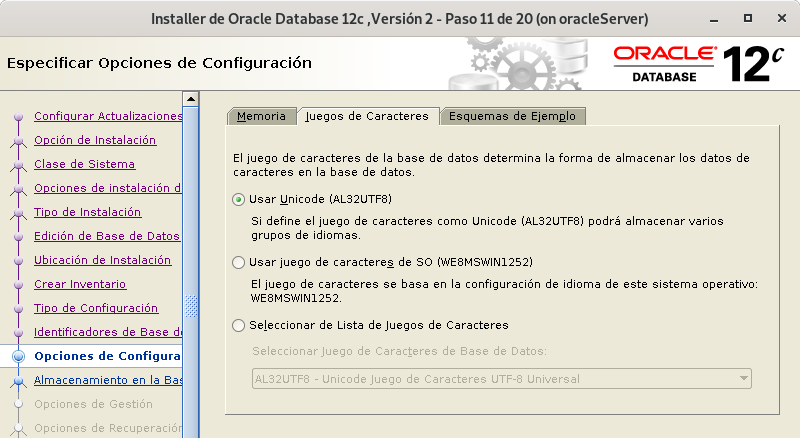 Installer de Oracle Database 12c ,Versión 2 - Paso 11 de 20 (on oracleServer)
Especificar Opciones de Configuración
ORACLE
DATABASE
12c
Configurar Actualizaciones
Opción de Instalación
Clase de Sistema
Opciones de instalación d
Tipo de Instalación
Edición de Base de Datos
Ubicación de Instalación
Crear Inventario
Tipo de Configuración
Identificadores de Base de
Opciones de Configura
Almacenamiento en la Bas
Opciones de Gestión
Opciones de Recuperación
Memoria
Juegos de Caracteres
Esquemas de Ejemplo
El juego de caracteres de la base de datos determina la forma de almacenar los datos de
caracteres en la base de datos.
Usar Unicode (AL32UTF8)
Si define el juego de caracteres como Unicode (AL32UTF8) podrá almacenar varios
grupos de idiomas.
Usar juego de caracteres de SO (WE8MSWIN1252)
El juego de caracteres se basa en la configuración de idioma de este sistema operativo:
WE8MSWIN1252.
Seleccionar de Lista de Juegos de Caracteres
Seleccionar Juego de Caracteres de Base de Datos:
AL32UTF8 - Unicode Juego de Caracteres UTF-8 Universal